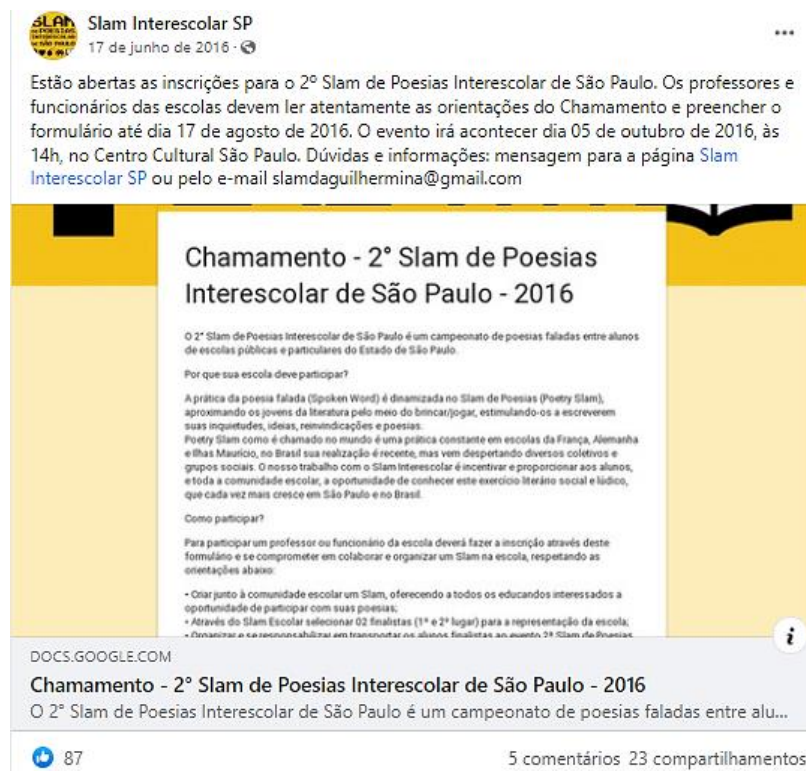 SLAM
Slam Interescolar SP
17 de junho de 2016 ·
Estão abertas as inscrições para o 2º Slam de Poesias Interescolar de São Paulo. Os professores e
funcionários das escolas devem ler atentamente as orientações do Chamamento e preencher o
formulário até dia 17 de agosto de 2016. O evento irá acontecer dia 05 de outubro de 2016, às
14h, no Centro Cultural São Paulo. Dúvidas e informações: mensagem para a página Slam
Interescolar SP ou pelo e-mail slamdaguilhermina@gmail.com
Chamamento - 2° Slam de Poesias
Interescolar de São Paulo - 2016
O 2° Slam de Poesias Interescolar de São Paulo é um campeonato de poesias faladas entre alunos
de escolas públicas e particulares do Estado de São Paulo.
Por que sua escola deve participar?
A prática da poesia falada (Spoken Word) é dinamizada no Slam de Poesias (Poetry Slam),
aproximando os jovens da literatura pelo meio do brincar/jogar, estimulando-os a escreverem
suas inquietudes, ideias, reinvindicações e poesias.
Poetry Slam como é chamado no mundo é uma prática constante em escolas da França, Alemanha
e Ilhas Maurício, no Brasil sua realização é recente, mas vem despertando diversos coletivos e
grupos sociais. O nosso trabalho com o Slam Interescolar é incentivar e proporcionar aos alunos,
e toda a comunidade escolar, a oportunidade de conhecer este exercício literário social e lúdico,
que cada vez mais cresce em São Paulo e no Brasil.
Como participar?
Para participar um professor ou funcionário da escola deverá fazer a inscrição através deste
formulário e se comprometer em colaborar e organizar um Slam na escola, respeitando as
orientações abaixo:
• Criar junto à comunidade escolar um Slam, oferecendo a todos os educandos interessados a
oportunidade de participar com suas poesias;
• Através do Slam Escolar selecionar 02 finalistas (1º e 2º lugar) para a representação da escola;
• Organizar e se responsabilizar em transportar os alunos finalistas ao evento 2º Slam de Poesias
DOCS.GOOGLE.COM
Chamamento - 2° Slam de Poesias Interescolar de São Paulo - 2016
O 2° Slam de Poesias Interescolar de São Paulo é um campeonato de poesias faladas entre alu...
87
5 comentários 23 compartilhamentos